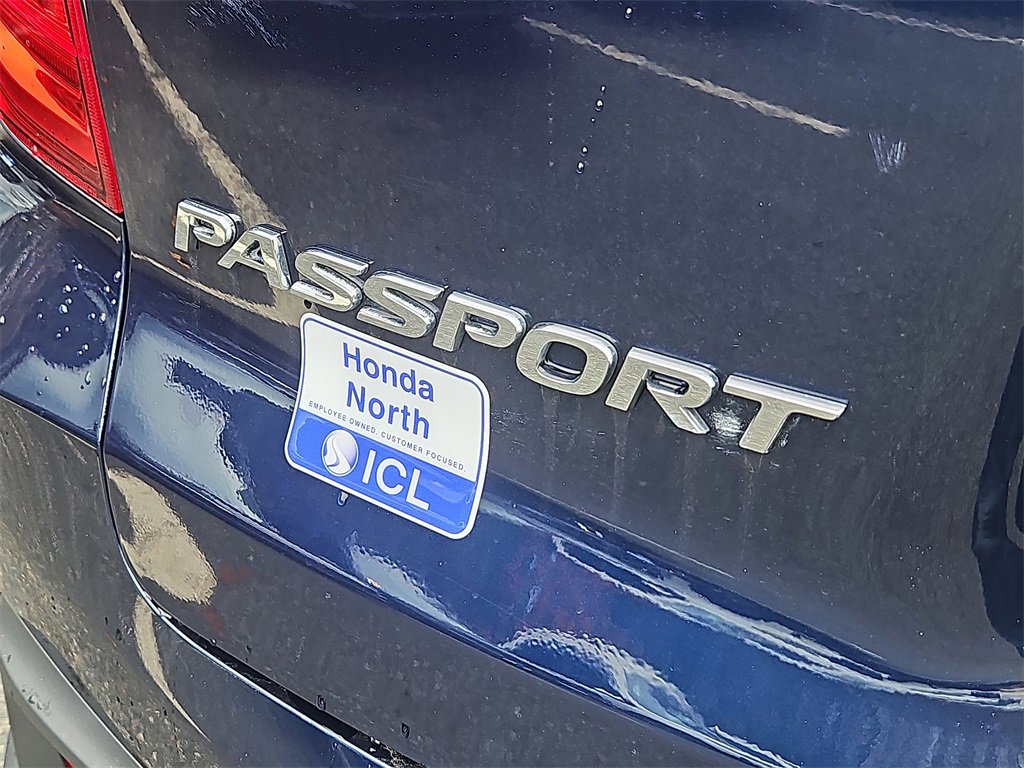 PASSPORT
Honda
North
EMPLOYEE OWNED. CUSTOMER FOCUSED.
ICL